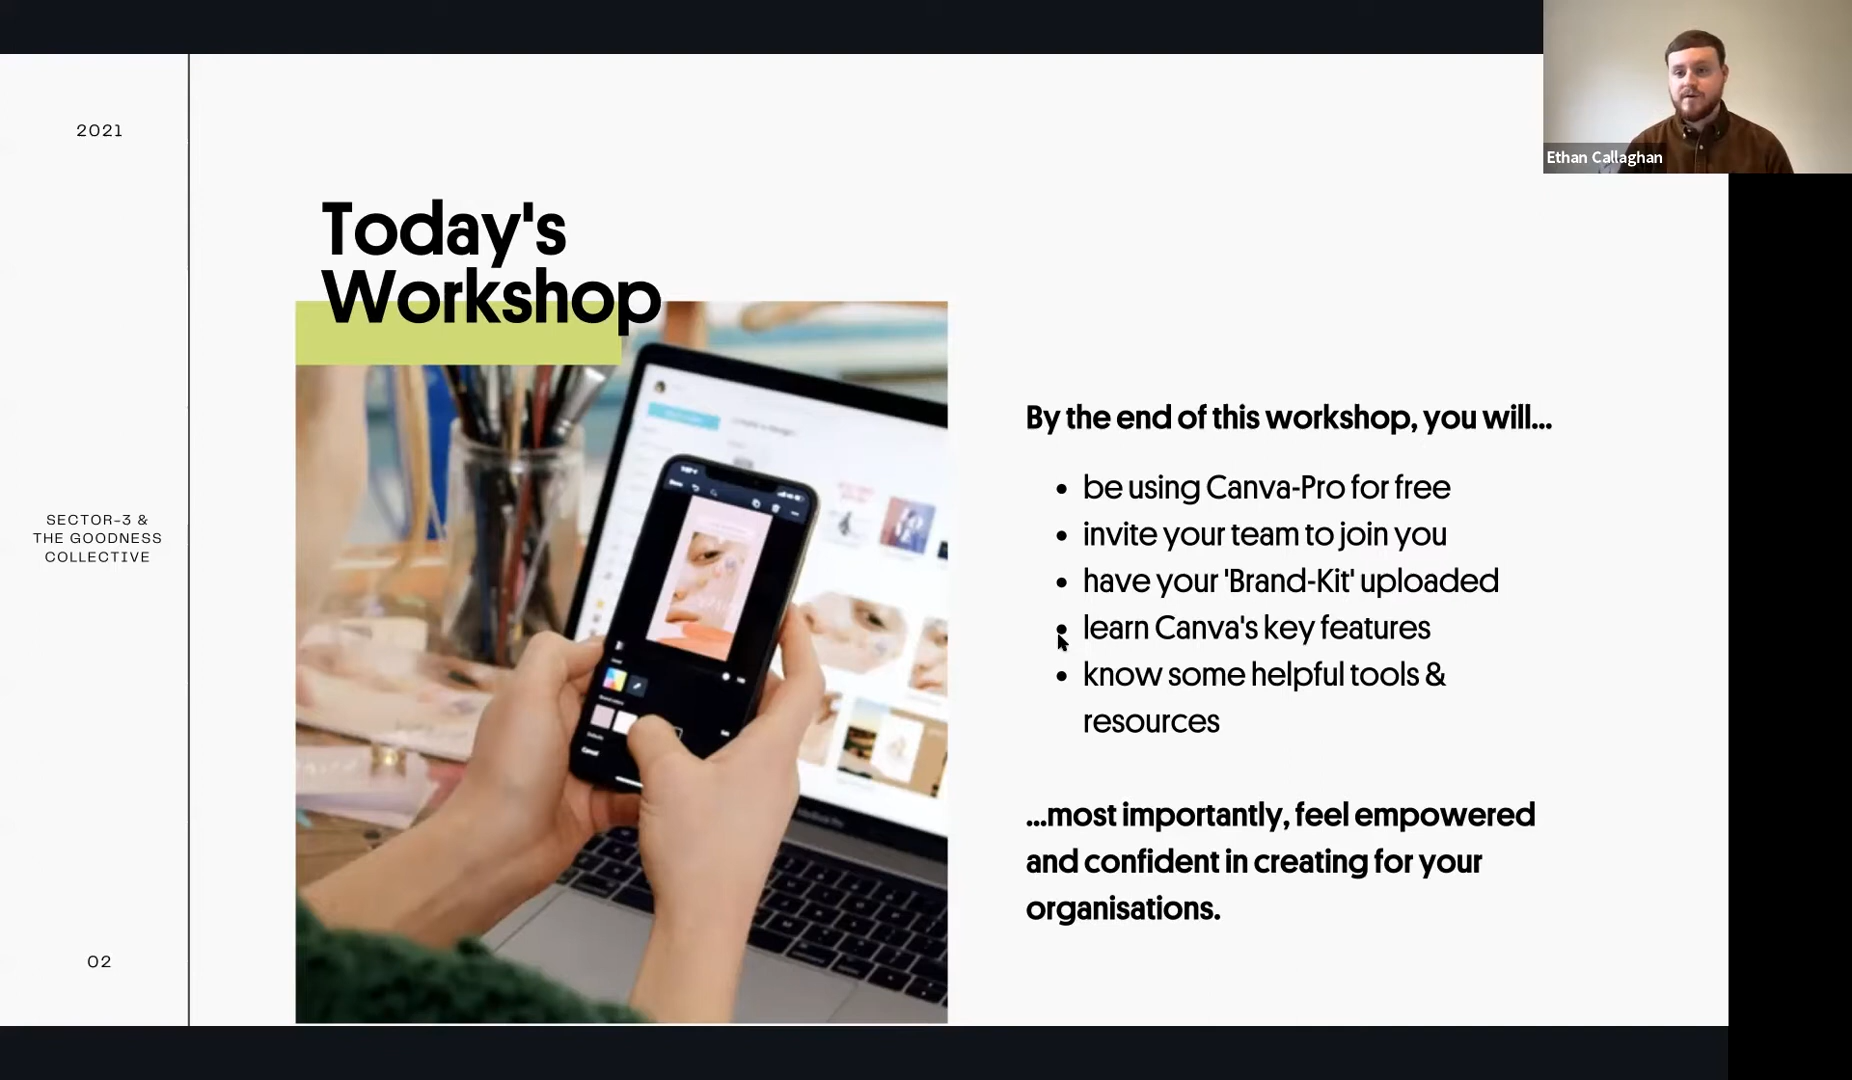 2021
Ethan Callaghan
Today's
Workshop
SECTOR-3 &
THE GOODNESS
COLLECTIVE
By the end of this workshop, you will...
• be using Canva-Pro for free
• invite your team to join you
• have your 'Brand-Kit' uploaded
• learn Canva's key features
• know some helpful tools &
resources
...most importantly, feel empowered
and confident in creating for your
organisations.
02